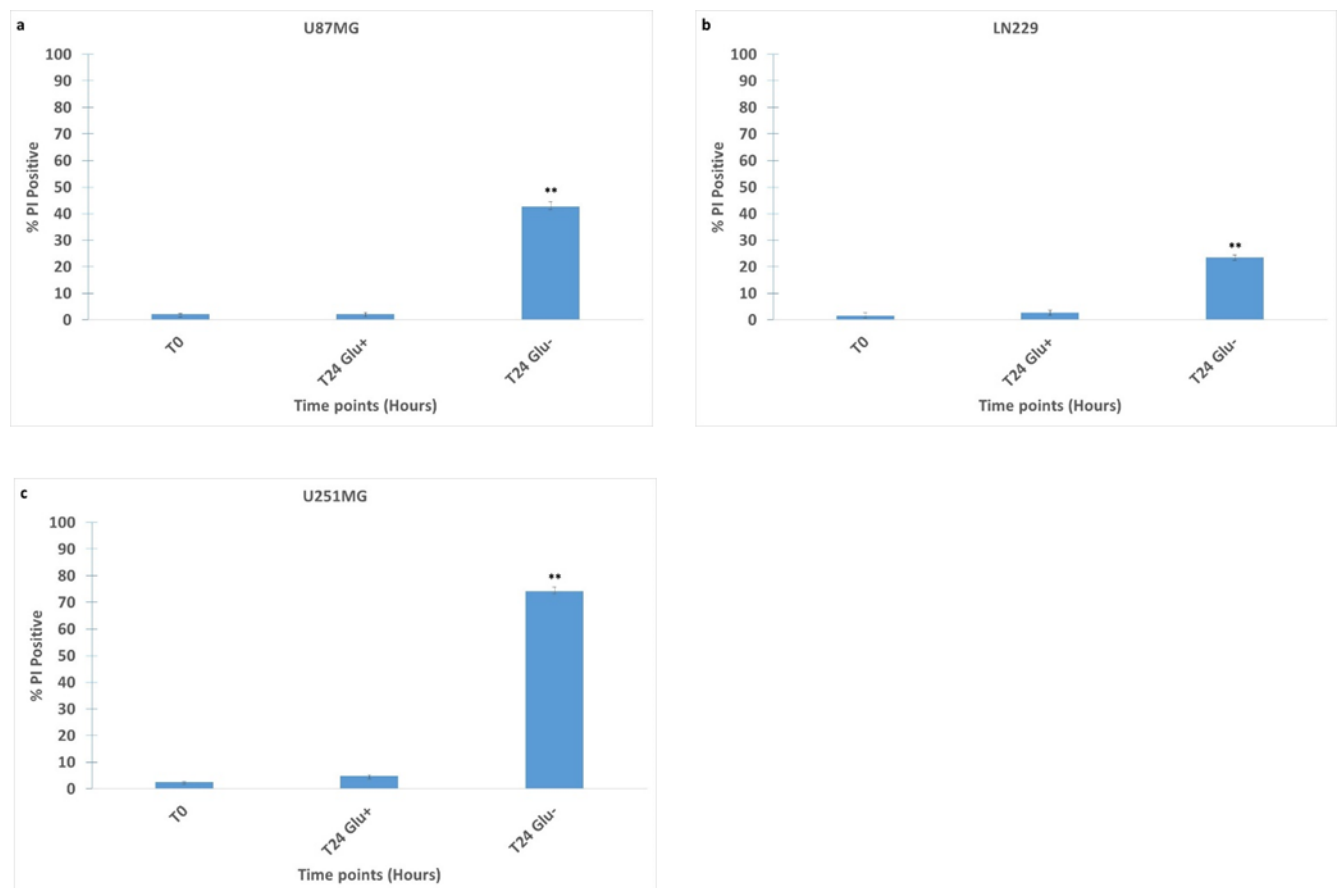 a
U87MG
100
90
80
70
60
50
40
30
20
10
0
% PI Positive
**
T0
T24 Glu+
T24 Glu-
Time points (Hours)
b
LN229
100
90
80
70
60
50
40
30
20
10
0
% PI Positive
**
T0
T24 Glu+
T24 Glu-
Time points (Hours)
c
U251MG
100
90
80
70
60
50
40
30
20
10
0
% PI Positive
**
T0
T24 Glu+
T24 Glu-
Time points (Hours)